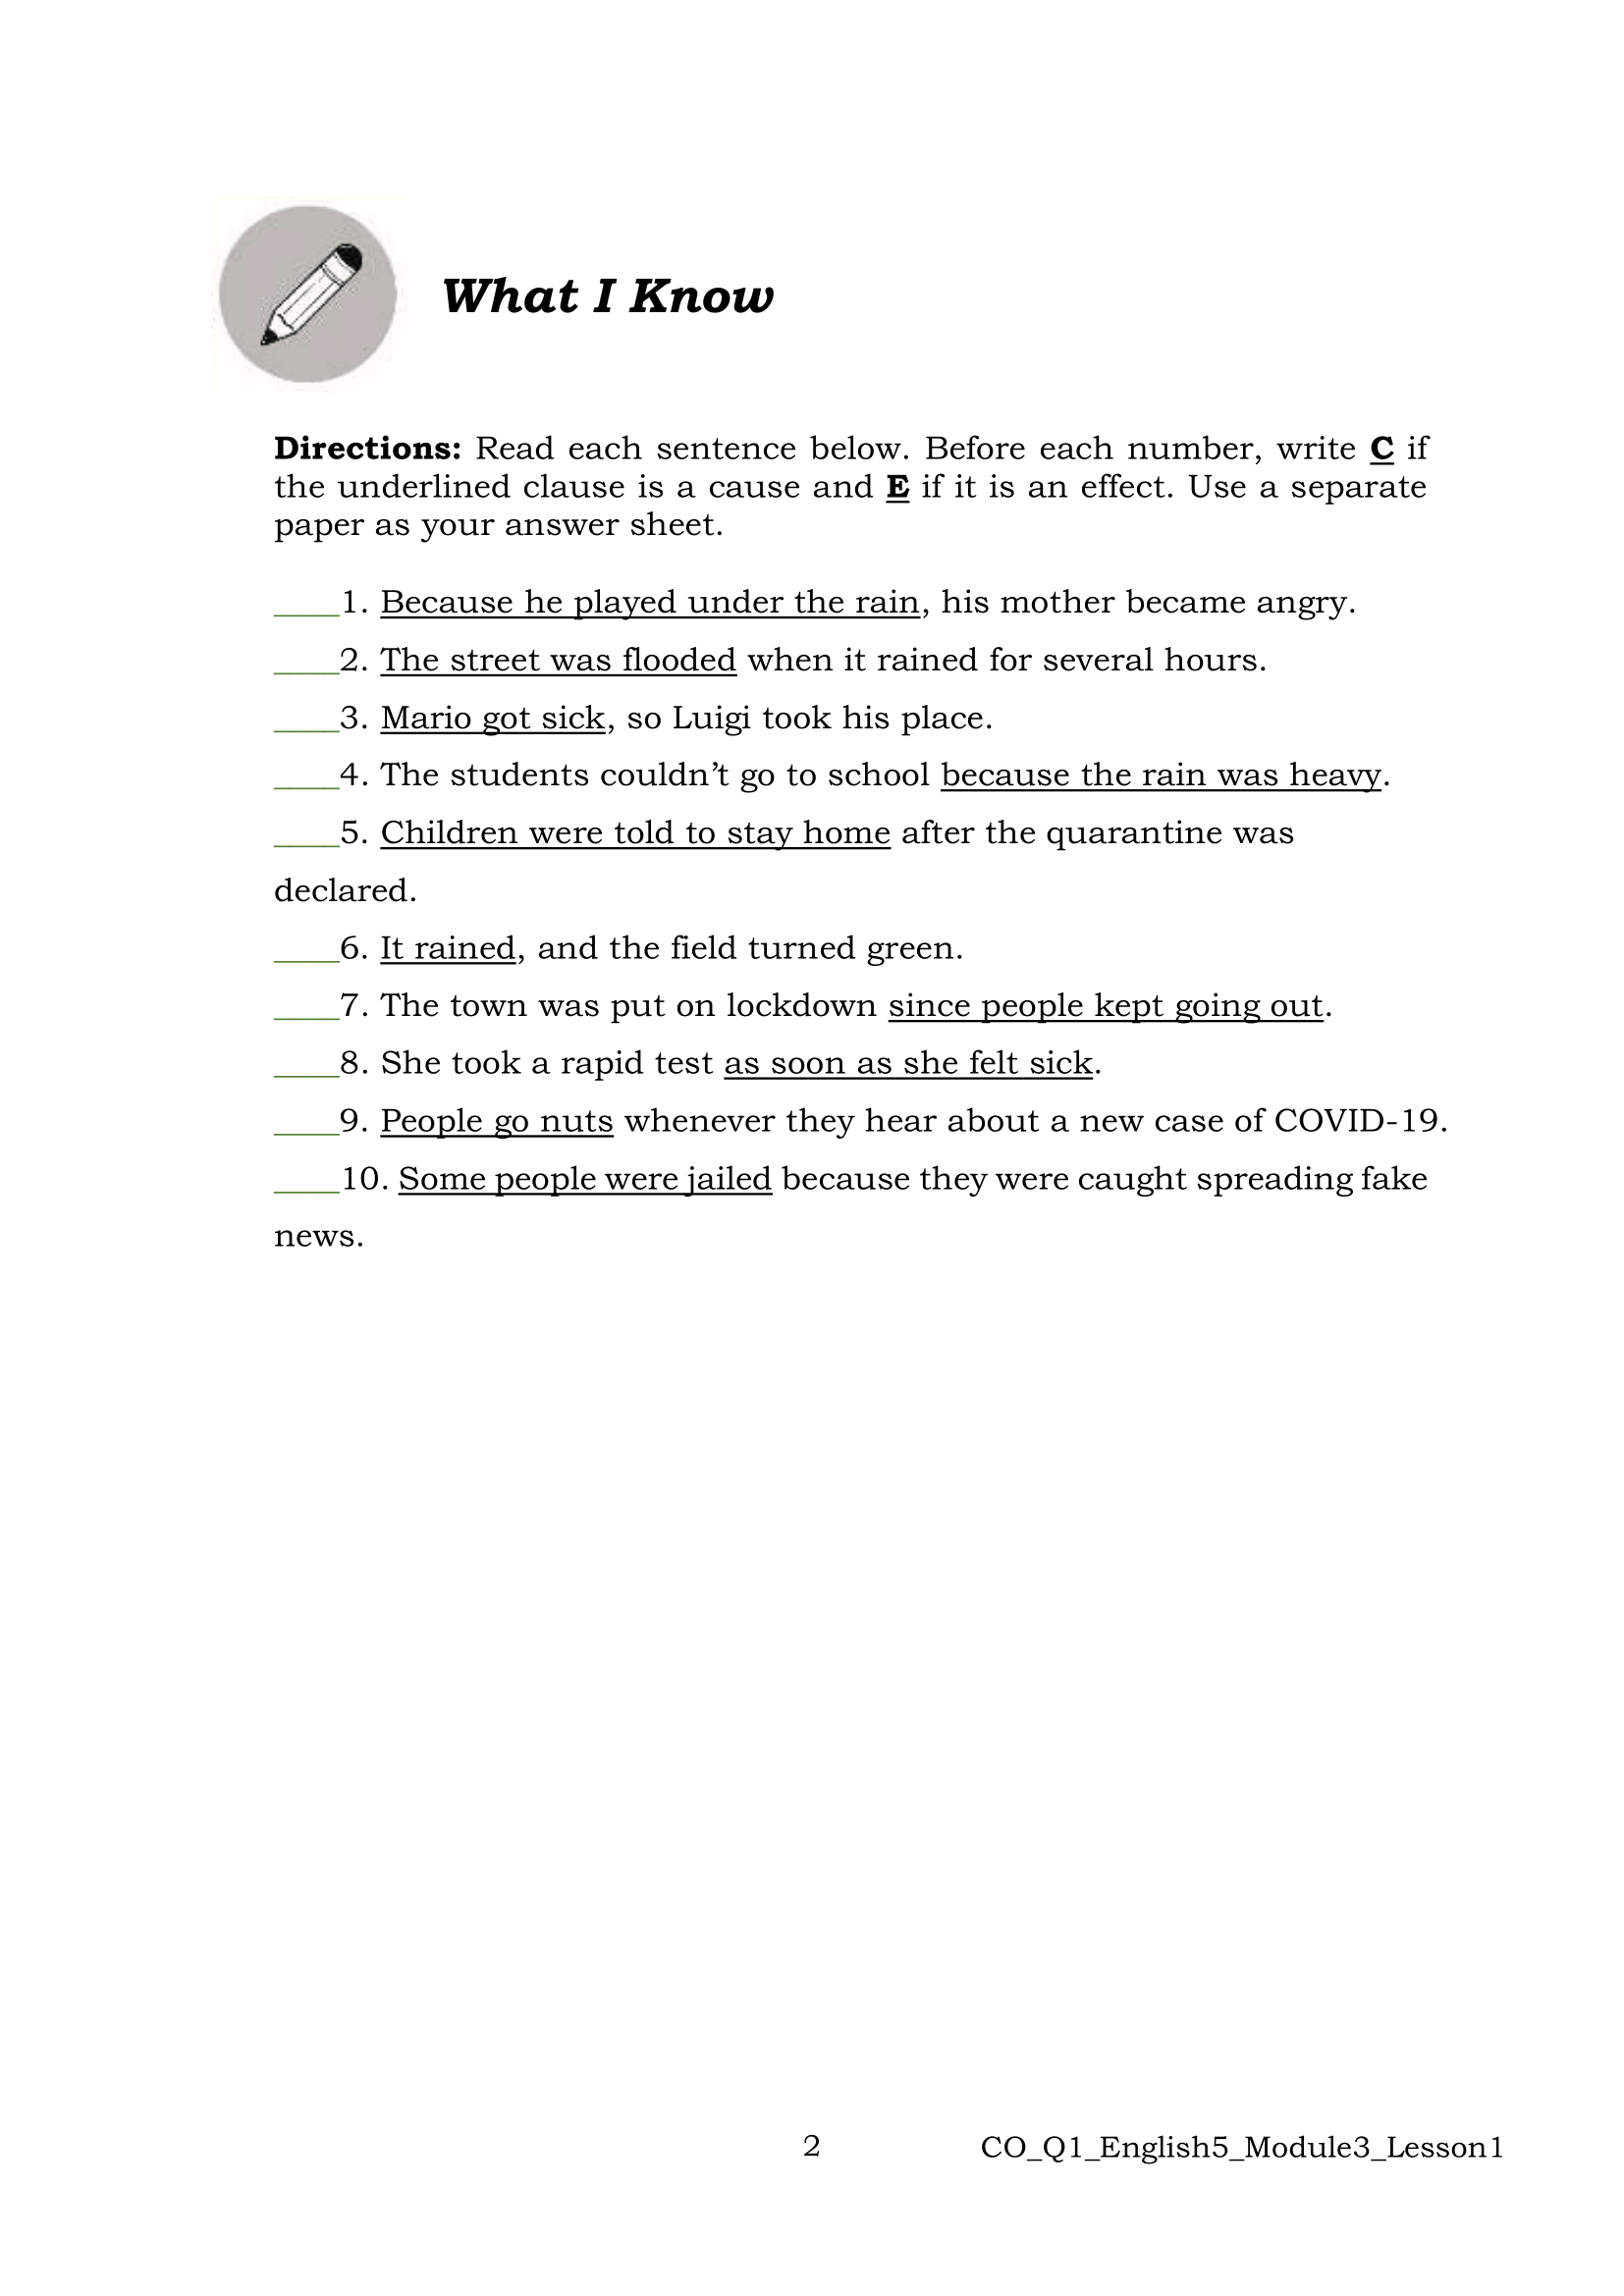 What I Know
Directions: Read each sentence below. Before each number, write C if
the underlined clause is a cause and E if it is an effect. Use a separate
paper as your answer sheet.
____1. Because he played under the rain, his mother became angry.
____2. The street was flooded when it rained for several hours.
____3. Mario got sick, so Luigi took his place.
____4. The students couldn’t go to school because the rain was heavy.
____5. Children were told to stay home after the quarantine was
declared.
____6. It rained, and the field turned green.
____7. The town was put on lockdown since people kept going out.
____8. She took a rapid test as soon as she felt sick.
____9. People go nuts whenever they hear about a new case of COVID-19.
____10. Some people were jailed because they were caught spreading fake
news.
2 CO_Q1_English5_Module3_Lesson1